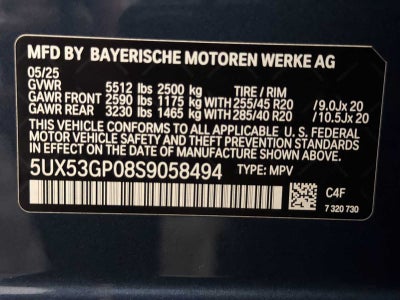 MFD BY BAYERISCHE MOTOREN WERKE AG
05/25
GVWR 5512 lbs 2500 kg TIRE / RIM
GAWR FRONT 2590 lbs 1175 kg WITH 255/45 R20 /9.0Jx 20
GAWR REAR 3230 lbs 1465 kg WITH 285/40 R20 /10.5Jx 20
THIS VEHICLE CONFORMS TO ALL APPLICABLE U.S. FEDERAL
MOTOR VEHICLE SAFETY STANDARDS IN EFFECT ON THE
DATE OF MANUFACTURE SHOWN ABOVE.
5UX53GP08S9058494 TYPE: MPV
C4F
7 320 730